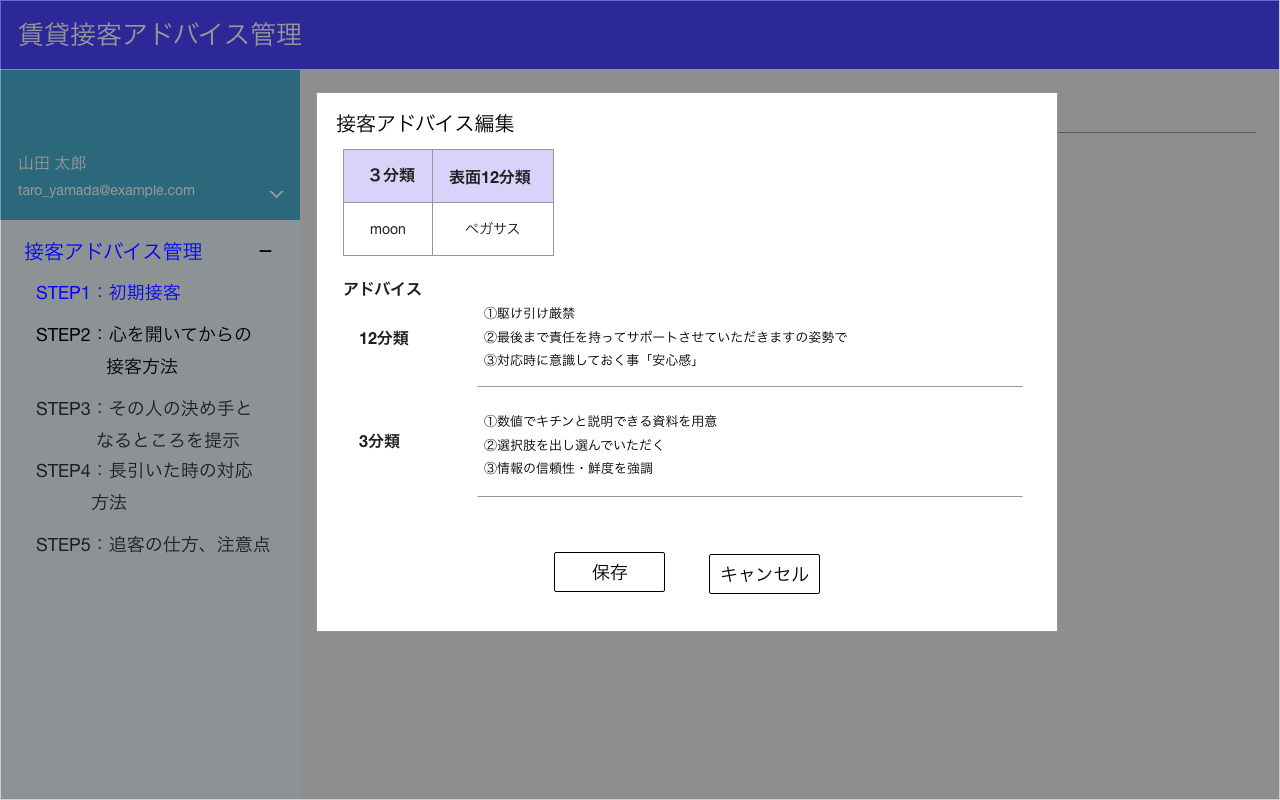 賃貸接客アドバイス管理
山田 太郎
taro_yamada@example.com
接客アドバイス管理
STEP1：初期接客
STEP2：心を開いてからの
接客方法
STEP3：その人の決め手と
なるところを提示
STEP4：長引いた時の対応
方法
STEP5：追客の仕方、注意点
接客アドバイス編集
３分類 表面12分類
moon ペガサス
アドバイス
12分類
①駆け引け厳禁
②最後まで責任を持ってサポートさせていただきますの姿勢で
③対応時に意識しておく事「安心感」
3分類
①数値でキチンと説明できる資料を用意
②選択肢を出し選んでいただく
③情報の信頼性・鮮度を強調
保存 キャンセル